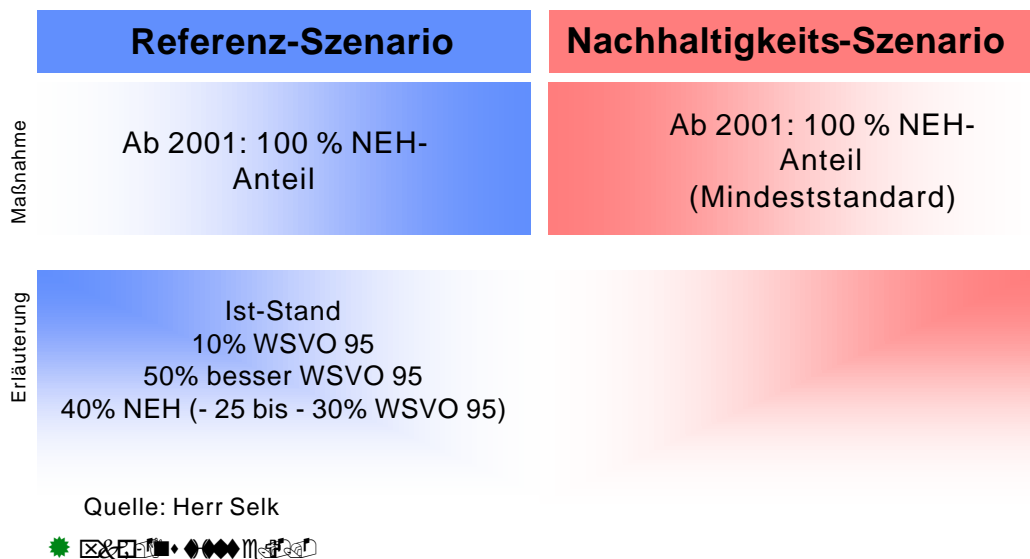 Referenz-Szenario
Nachhaltigkeits-Szenario
Maßnahme
Ab 2001: 100 % NEH-
Anteil
Ab 2001: 100 % NEH-
Anteil
(Mindeststandard)
Erläuterung
Ist-Stand
10% WSVO 95
50% besser WSVO 95
40% NEH (- 25 bis - 30% WSVO 95)
Quelle: Herr Selk